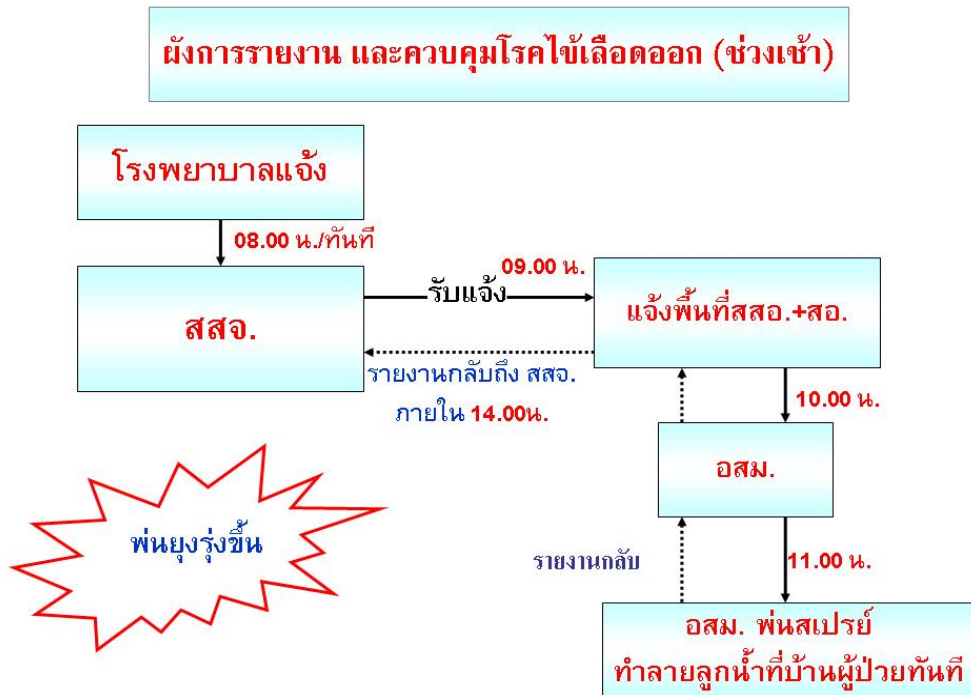 ผังการรายงาน และควบคุมโรคไข้เลือดออก (ช่วงเช้า)
โรงพยาบาลแจ้ง
08.00 น./ทันที
สสจ.
รับแจ้ง
09.00 น.
แจ้งพื้นที่สสอ.+สอ.
รายงานกลับถึง สสจ.
ภายใน 14.00น.
10.00 น.
อสม.
พ่นยุงรุ่งขึ้น
รายงานกลับ
11.00 น.
อสม. พ่นสเปรย์
ทำลายลูกน้ำที่บ้านผู้ป่วยทันที